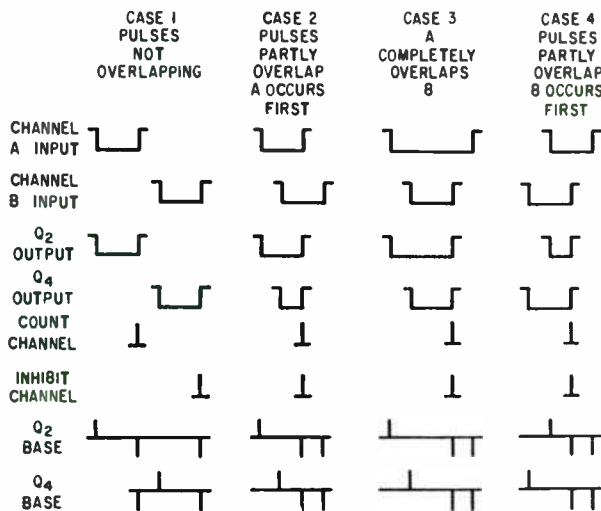 CASE 1
PULSES
NOT
OVERLAPPING
CASE 2
PULSES
PARTLY
OVERLAP
A OCCURS
FIRST
CASE 3
A
COMPLETELY
OVERLAPS
B
CASE 4
PULSES
PARTLY
OVERLAP
B OCCURS
FIRST
CHANNEL
A INPUT
CHANNEL
B INPUT
Q2
OUTPUT
Q4
OUTPUT
COUNT
CHANNEL
INHIBIT
CHANNEL
Q2
BASE
Q4
BASE